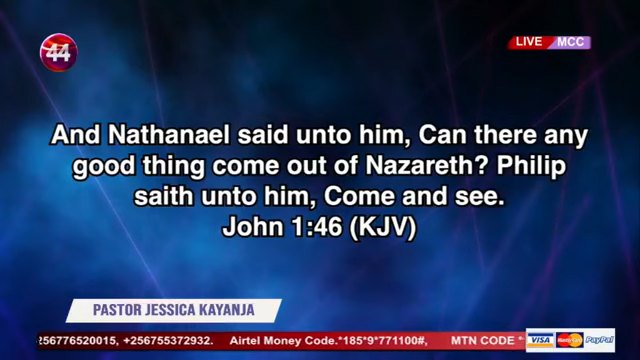 44
LIVE MCC
And Nathanael said unto him, Can there any
good thing come out of Nazareth? Philip
saith unto him, Come and see.
John 1:46 (KJV)
PASTOR JESSICA KAYANJA
256776520015, +256755372932. Airtel Money Code.*185*9*771100#, MTN CODE *
VISA MasterCard PayPal